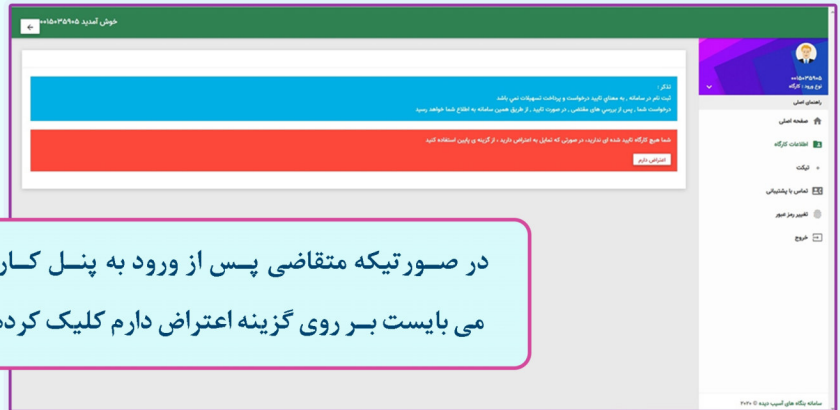 خوش آمدید ۰۰۱۵۰۳۵۹۰۵
۰۰۱۵۰۳۵۹۰۵
نوع ورود : کارگاه
راهنمای اصلی
صفحه اصلی
اطلاعات کارگاه
تیکت
تماس با پشتیبانی
تغییر رمز عبور
خروج
تذکر :
ثبت نام در سامانه , به معنای تایید درخواست و پرداخت تسهیلات نمی باشد
درخواست شما , پس از بررسی های مقتضی , در صورت تایید , از طریق همین سامانه به اطلاع شما خواهد رسید
شما هیچ کارگاه تایید شده ای ندارید، در صورتی که تمایل به اعتراض دارید ، از گزینه ی پایین استفاده کنید
اعتراض دارم
در صورتیکه متقاضی پس از ورود به پنل کار
می بایست بر روی گزینه اعتراض دارم کلیک کرده
سامانه بنگاه های آسیب دیده © ۲۰۲۰